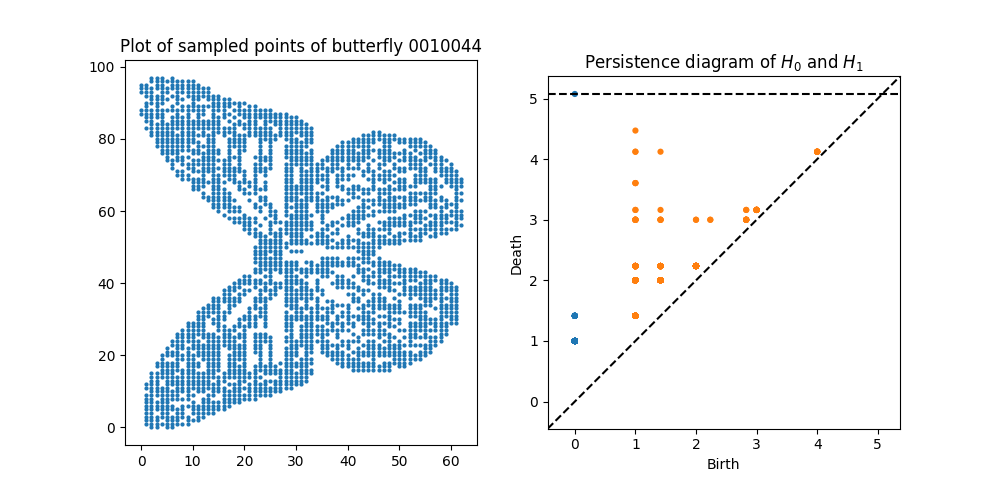 Plot of sampled points of butterfly 0010044
100
80
60
40
20
0
0 10 20 30 40 50 60
Persistence diagram of $H_0$ and $H_1$
Death
5
4
3
2
1
0
0 1 2 3 4 5
Birth